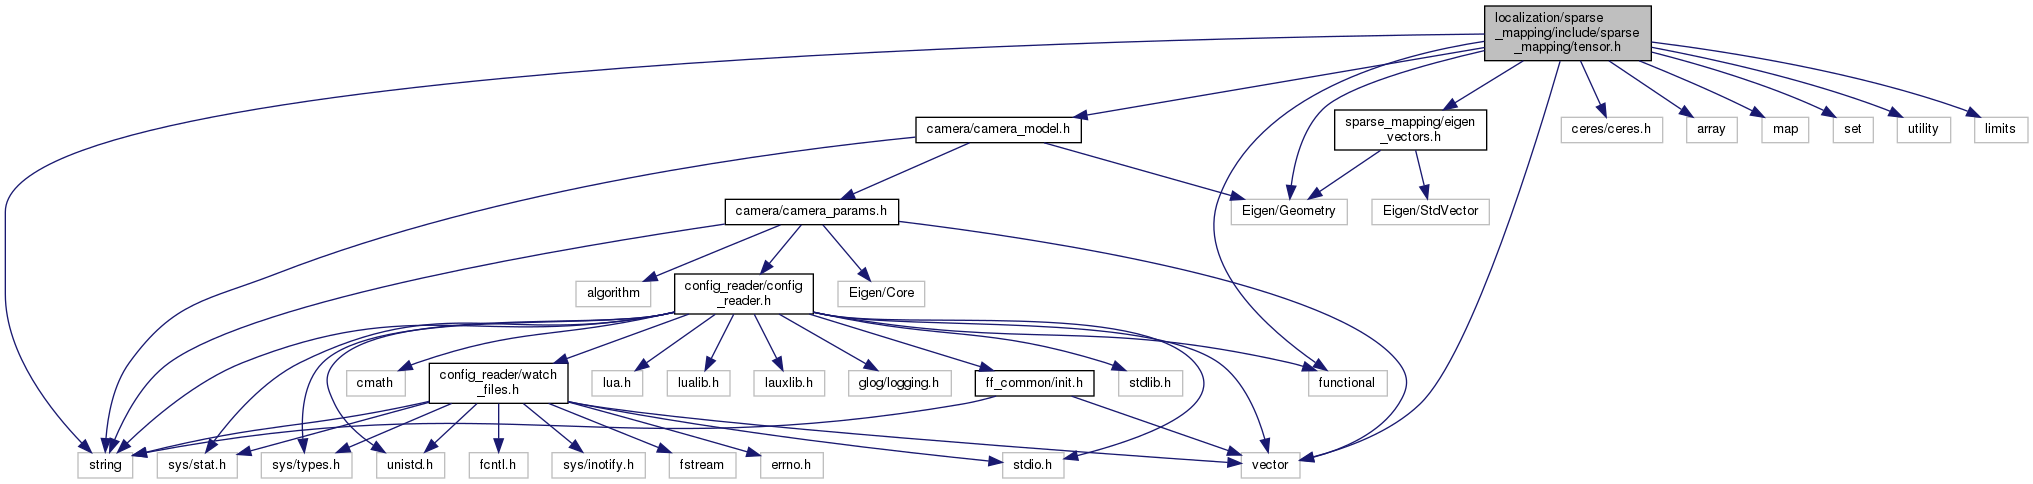 localization/sparse
_mapping/include/sparse
_mapping/tensor.h
camera/camera_model.h
sparse_mapping/eigen
_vectors.h
ceres/ceres.h
array
map
set
utility
limits
camera/camera_params.h
Eigen/Geometry
Eigen/StdVector
algorithm
config_reader/config
_reader.h
Eigen/Core
cmath
config_reader/watch
_files.h
lua.h
lualib.h
lauxlib.h
glog/logging.h
ff_common/init.h
stdlib.h
functional
string
sys/stat.h
sys/types.h
unistd.h
fcntl.h
sys/inotify.h
fstream
errno.h
stdio.h
vector